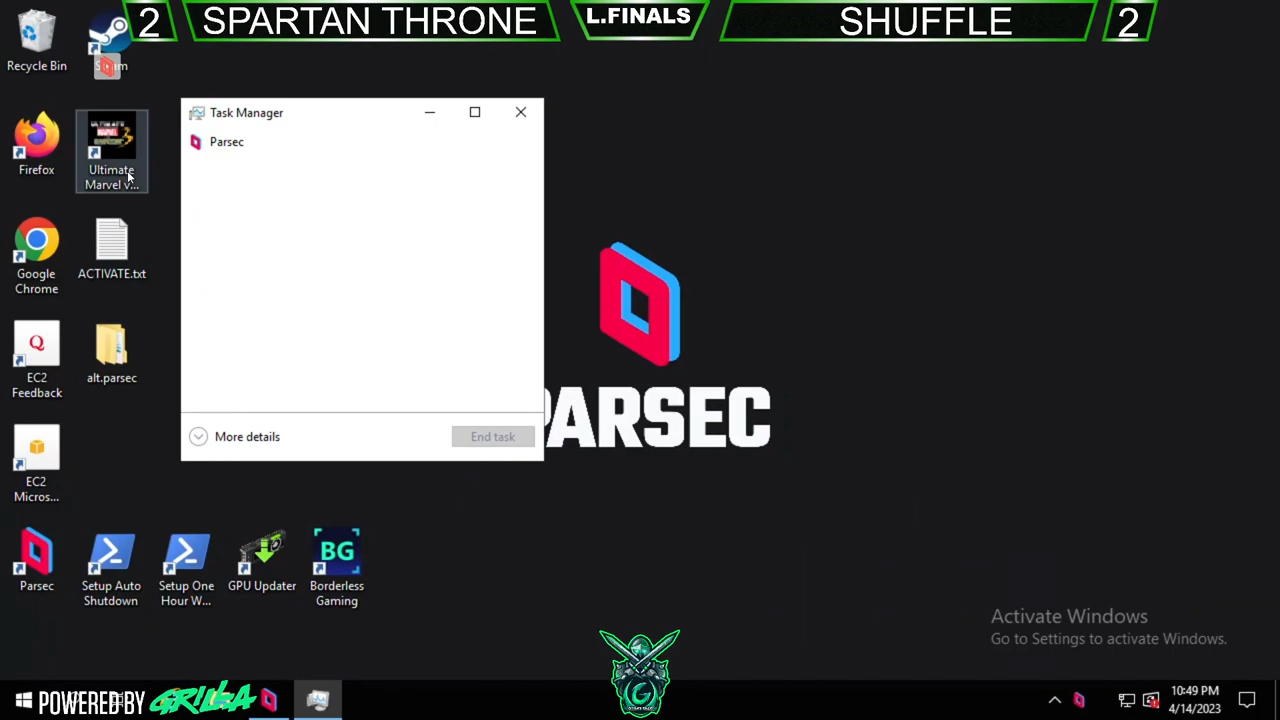 2 SPARTAN THRONE L.FINALS SHUFFLE 2
Recycle Bin
Firefox
Ultimate
Marvel v...
Google
Chrome
ACTIVATE.txt
EC2
Feedback
alt.parsec
EC2
Micros...
Parsec
Setup Auto
Shutdown
Setup One
Hour W...
GPU Updater
BG
Borderless
Gaming
Task Manager
Parsec
More details
End task
PARSEC
Activate Windows
Go to Settings to activate Windows.
POWERED BY GRILLA
10:49 PM
4/14/2023